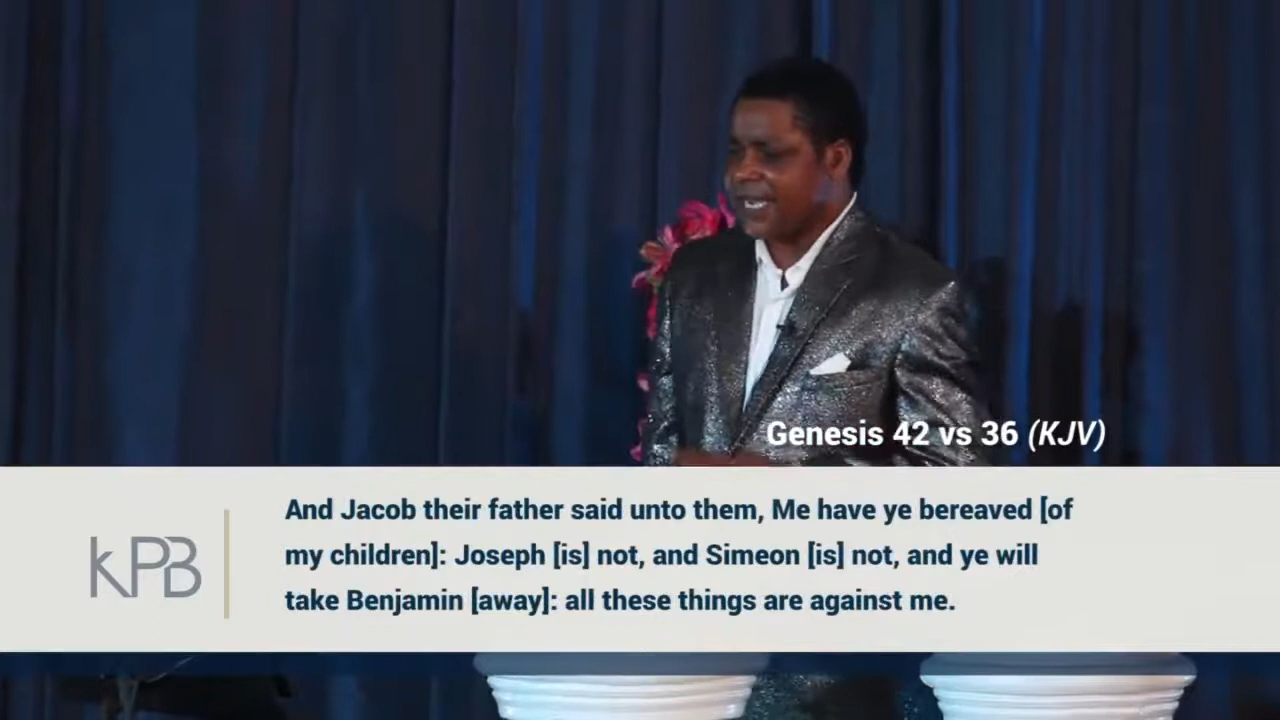 Genesis 42 vs 36 (KJV)
And Jacob their father said unto them, Me have ye bereaved [of
my children]: Joseph [is] not, and Simeon [is] not, and ye will
take Benjamin [away]: all these things are against me.
kPB